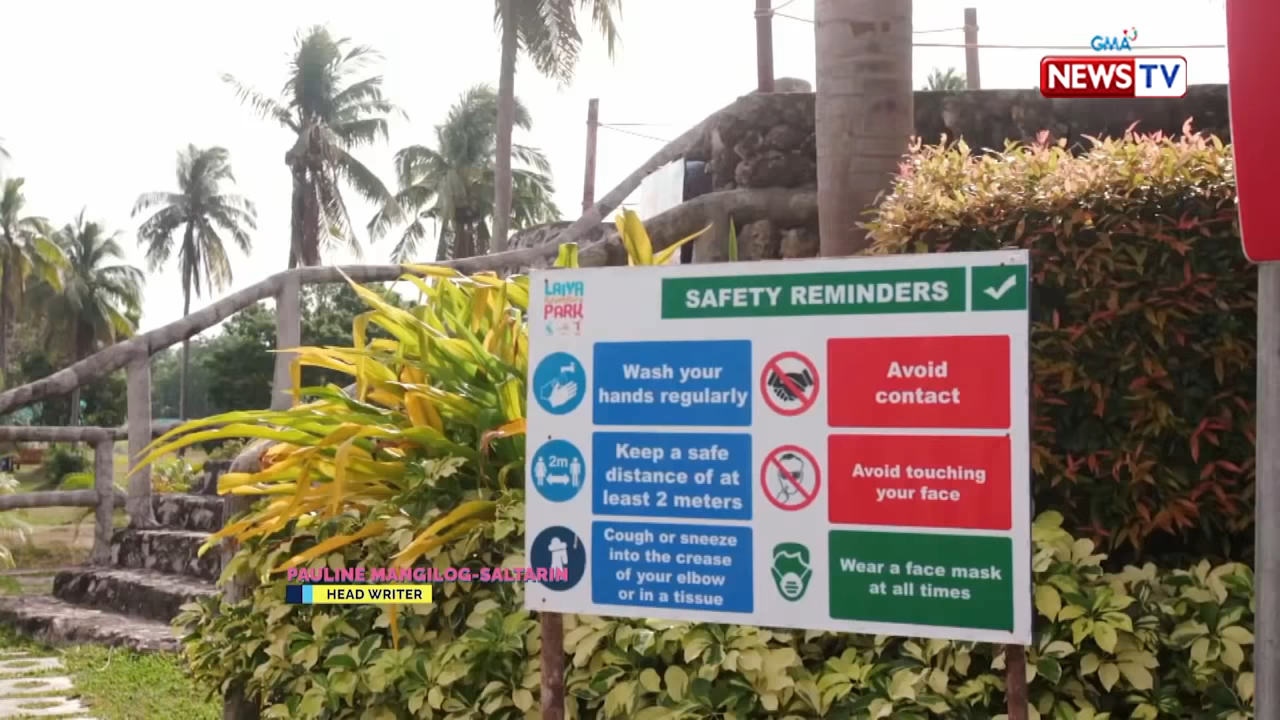 GMA
NEWS TV
LAIYA
ADVENTURE
PARK
SAFETY REMINDERS
Wash your
hands regularly
Avoid
contact
2m
Keep a safe
distance of at
least 2 meters
Avoid touching
your face
Cough or sneeze
into the crease
of your elbow
or in a tissue
Wear a face mask
at all times
PAULINE MANGILOG-SALTARIN
HEAD WRITER